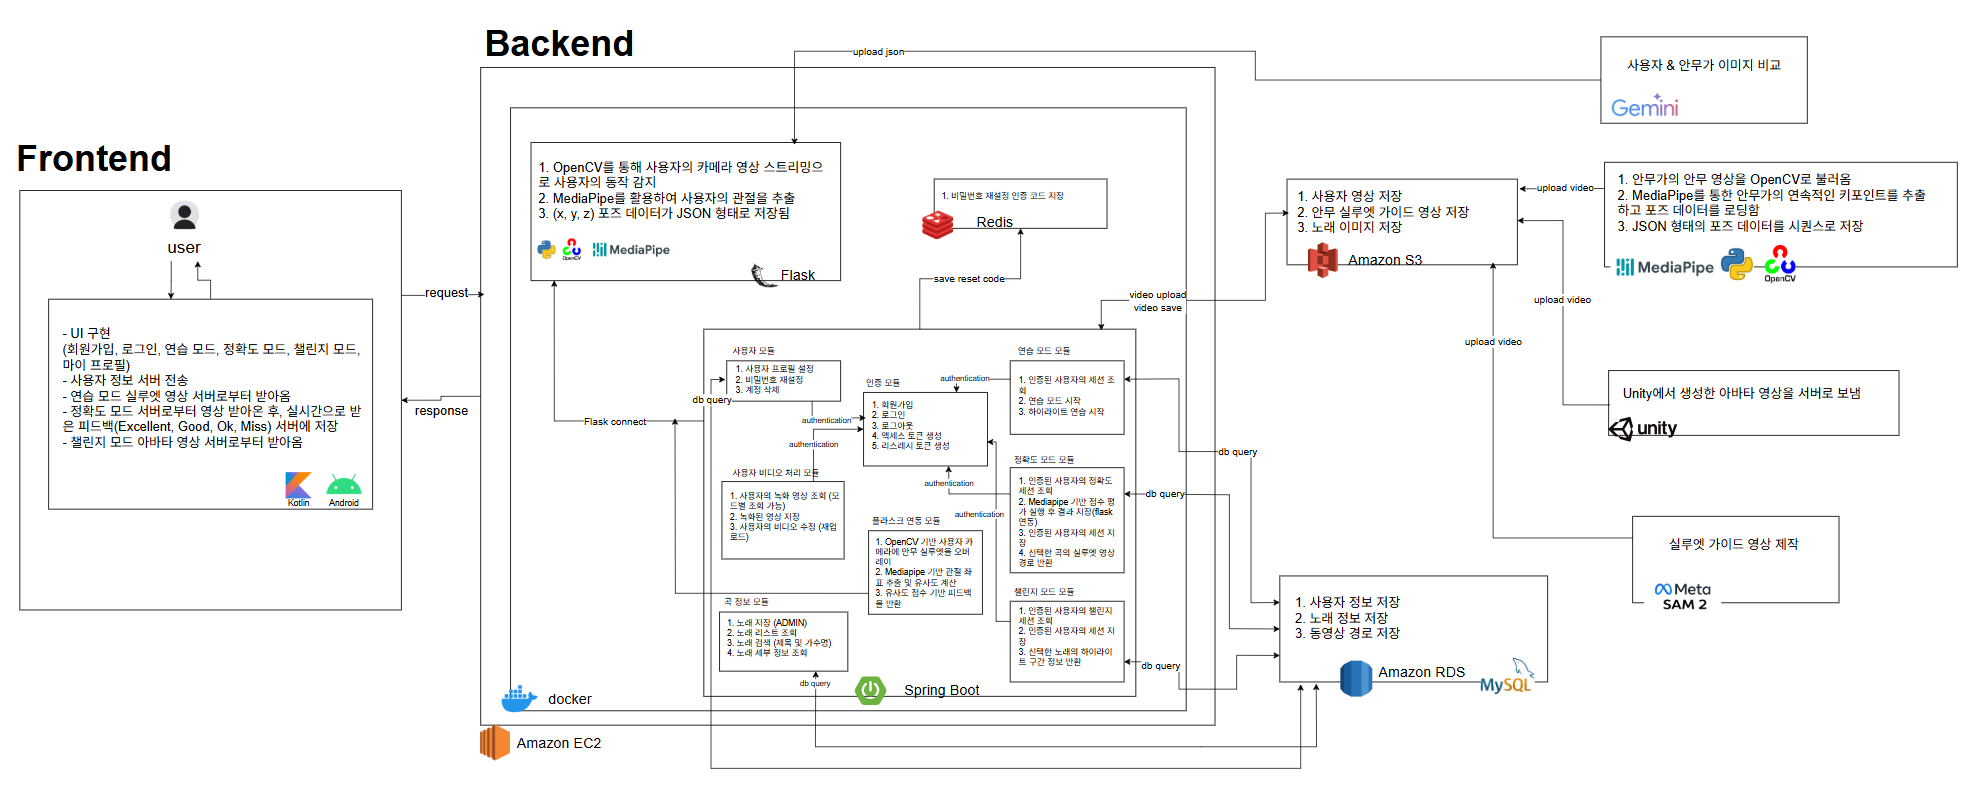 Frontend
user
- UI 구현
(회원가입, 로그인, 연습 모드, 정확도 모드, 챌린지 모드,
마이 프로필)
- 사용자 정보 서버 전송
- 연습 모드 실루엣 영상 서버로부터 받아옴
- 정확도 모드 서버로부터 영상 받아온 후, 실시간으로 받
은 피드백(Excellent, Good, Ok, Miss) 서버에 저장
- 챌린지 모드 아바타 영상 서버로부터 받아옴
Kotlin
Android
request
response
Backend
upload json
1. OpenCV를 통해 사용자의 카메라 영상 스트리밍으
로 사용자의 동작 감지
2. MediaPipe를 활용하여 사용자의 관절을 추출
3. (x, y, z) 포즈 데이터가 JSON 형태로 저장됨
OpenCV
MediaPipe
Flask
1. 비밀번호 재설정 인증 코드 저장
Redis
save reset code
video upload
video save
Flask connect
사용자 모듈
1. 사용자 프로필 설정
2. 비밀번호 재설정
3. 계정 삭제
db query
authentication
authentication
인증 모듈
1. 회원가입
2. 로그인
3. 로그아웃
4. 액세스 토큰 생성
5. 리스레시 토큰 생성
authentication
연습 모드 모듈
1. 인증된 사용자의 세션 조
회
2. 연습 모드 시작
3. 하이라이트 연습 시작
db query
사용자 비디오 처리 모듈
1. 사용자의 녹화 영상 조회 (모
드별 조회 가능)
2. 녹화된 영상 저장
3. 사용자의 비디오 수정 (재업
로드)
authentication
authentication
정확도 모드 모듈
1. 인증된 사용자의 정확도
세션 조회
2. Mediapipe 기반 점수 평
가 실행 후 결과 저장(flask
연동)
3. 인증된 사용자의 세션 저
장
4. 선택한 곡의 실루엣 영상
경로 반환
db query
플라스크 연동 모듈
1. OpenCV 기반 사용자 카
메라에 안무 실루엣을 오버
레이
2. Mediapipe 기반 관절 좌
표 추출 및 유사도 계산
3. 유사도 점수 기반 피드백
을 반환
곡 정보 모듈
1. 노래 저장 (ADMIN)
2. 노래 리스트 조회
3. 노래 검색 (제목 및 가수명)
4. 노래 세부 정보 조회
db query
챌린지 모드 모듈
1. 인증된 사용자의 챌린지
세션 조회
2. 인증된 사용자의 세션 저
장
3. 선택한 노래의 하이라이
트 구간 정보 반환
db query
Spring Boot
docker
Amazon EC2
사용자 & 안무가 이미지 비교
Gemini
1. 사용자 영상 저장
2. 안무 실루엣 가이드 영상 저장
3. 노래 이미지 저장
Amazon S3
upload video
1. 안무가의 안무 영상을 OpenCV로 불러옴
2. MediaPipe를 통한 안무가의 연속적인 키포인트를 추출
하고 포즈 데이터를 로딩함
3. JSON 형태의 포즈 데이터를 시퀀스로 저장
MediaPipe
OpenCV
upload video
upload video
Unity에서 생성한 아바타 영상을 서버로 보냄
unity
실루엣 가이드 영상 제작
Meta
SAM 2
1. 사용자 정보 저장
2. 노래 정보 저장
3. 동영상 경로 저장
Amazon RDS
MySQL